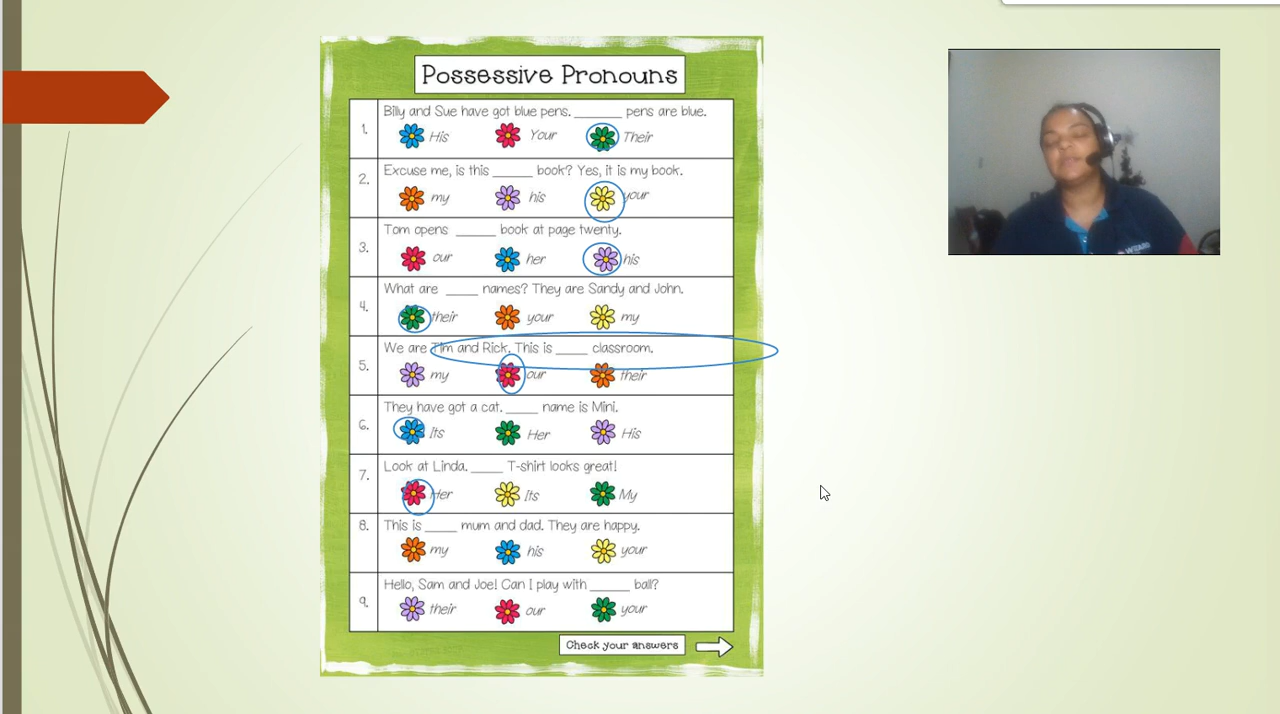 Possessive Pronouns
1. Billy and Sue have got blue pens. ______ pens are blue.
His Your Their
2. Excuse me, is this ______ book? Yes, it is my book.
my his your
3. Tom opens ______ book at page twenty.
our her his
4. What are _____ names? They are Sandy and John.
their your my
5. We are Tim and Rick. This is _____ classroom.
my our their
6. They have got a cat. _____ name is Mini.
Its Her His
7. Look at Linda. _____ T-shirt looks great!
Her Its My
8. This is _____ mum and dad. They are happy.
my his your
9. Hello, Sam and Joe! Can I play with ______ ball?
their our your
Check your answers
WIZARD